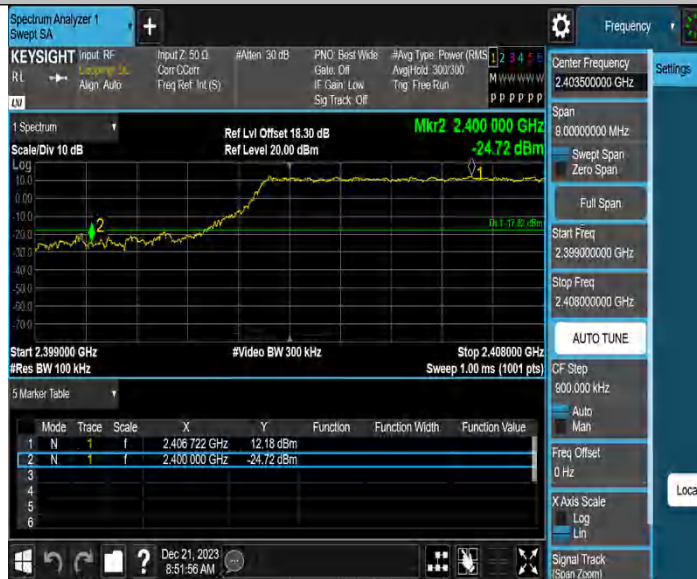 Spectrum Analyzer 1
Swept SA
+
Frequency
Settings
KEYSIGHT
RL
Input: RF
Coupling: DC
Align: Auto
Input Z: 50 Ω
Corr CCorr
Freq Ref: Int (S)
#Atten: 30 dB
PNO: Best Wide
Gate: Off
IF Gain: Low
Sig Track: Off
#Avg Type: Power (RMS)
Avg|Hold: 300/300
Trig: Free Run
1 2 3 4 5 6
M W W W W W
P P P P P P
LXI
1 Spectrum
Scale/Div 10 dB
Ref Lvl Offset 18.30 dB
Ref Level 20.00 dBm
Mkr2 2.400 000 GHz
-24.72 dBm
Log
10.0
0.00
-10.0
-20.0
-30.0
-40.0
-50.0
-60.0
-70.0
1
2
Start 2.399000 GHz
#Res BW 100 kHz
#Video BW 300 kHz
Stop 2.408000 GHz
Sweep 1.00 ms (1001 pts)
5 Marker Table
Mode Trace Scale X Y Function Function Width Function Value
1 N 1 f 2.406 722 GHz 12.18 dBm
2 N 1 f 2.400 000 GHz -24.72 dBm
3
4
5
6
Center Frequency
2.403500000 GHz
Span
9.00000000 MHz
Swept Span
Zero Span
Full Span
Start Freq
2.399000000 GHz
Stop Freq
2.408000000 GHz
AUTO TUNE
CF Step
900.000 kHz
Auto
Man
Freq Offset
0 Hz
X Axis Scale
Log
Lin
Signal Track
(Span Zoom)
Loca
?
Dec 21, 2023
8:51:56 AM